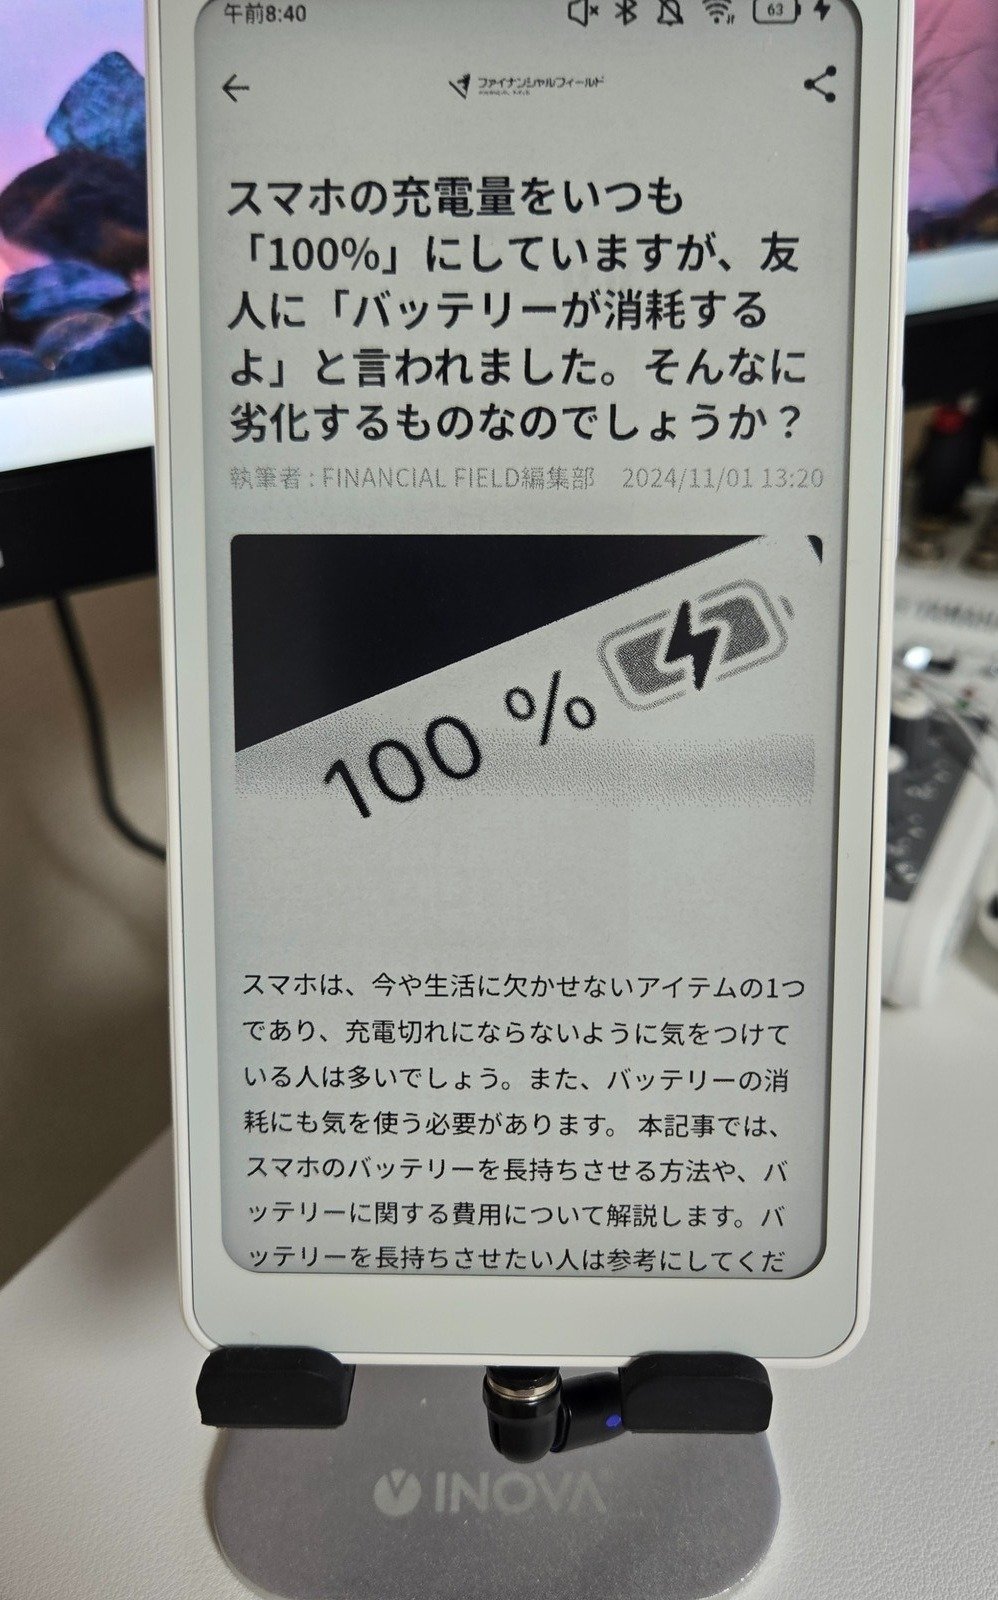 午前8:40
63
ファイナンシャルフィールド
スマホの充電量をいつも
「100%」にしていますが、友
人に「バッテリーが消耗する
よ」と言われました。そんなに
劣化するものなのでしょうか？
執筆者 : FINANCIAL FIELD編集部 2024/11/01 13:20
100 %
スマホは、今や生活に欠かせないアイテムの1つ
であり、充電切れにならないように気をつけて
いる人は多いでしょう。また、バッテリーの消
耗にも気を使う必要があります。 本記事では、
スマホのバッテリーを長持ちさせる方法や、バ
ッテリーに関する費用について解説します。バ
ッテリーを長持ちさせたい人は参考にしてくだ
YAMAHA
INOVA